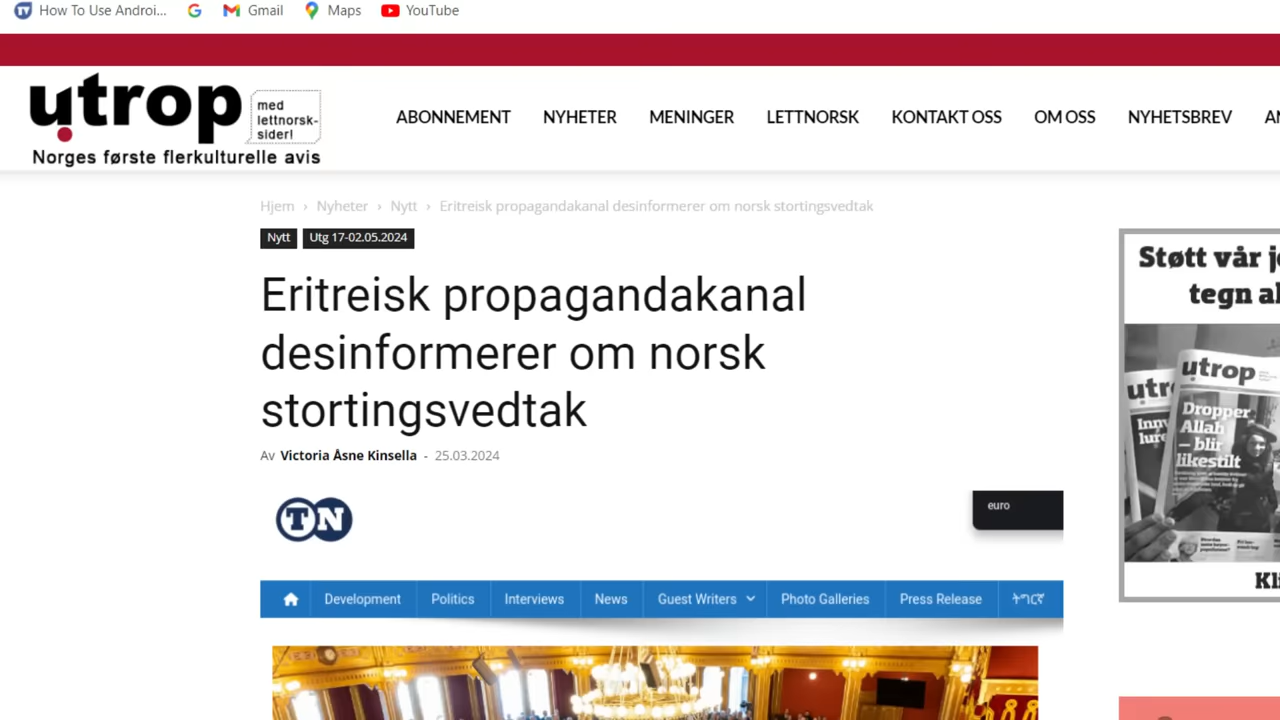 How To Use Androi...
Gmail
Maps
YouTube
utrop
med
lettnorsk-
sider!
Norges første flerkulturelle avis
ABONNEMENT
NYHETER
MENINGER
LETTNORSK
KONTAKT OSS
OM OSS
NYHETSBREV
Hjem › Nyheter › Nytt › Eritreisk propagandakanal desinformerer om norsk stortingsvedtak
Nytt
Utg 17-02.05.2024
Eritreisk propagandakanal
desinformerer om norsk
stortingsvedtak
Av Victoria Åsne Kinsella - 25.03.2024
TN
euro
Development
Politics
Interviews
News
Guest Writers
Photo Galleries
Press Release
ትግርኛ
Støtt vår
tegn
utrop
Dropper
Allah
– blir
likestilt